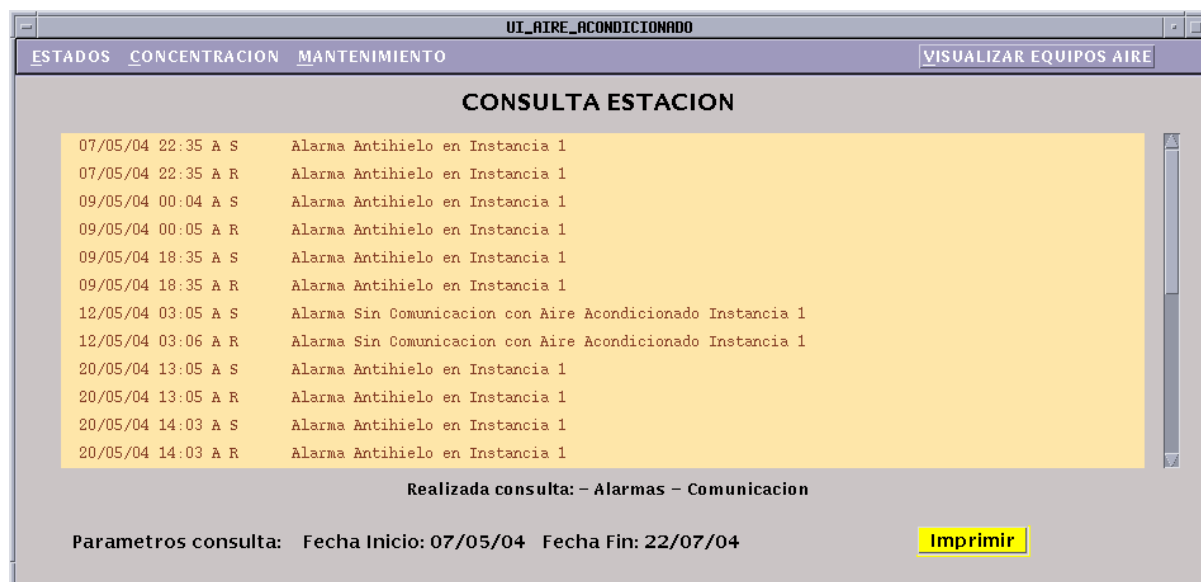 UI_AIRE_ACONDICIONADO
ESTADOS CONCENTRACION MANTENIMIENTO VISUALIZAR EQUIPOS AIRE
CONSULTA ESTACION
07/05/04 22:35 A S Alarma Antihielo en Instancia 1
07/05/04 22:35 A R Alarma Antihielo en Instancia 1
09/05/04 00:04 A S Alarma Antihielo en Instancia 1
09/05/04 00:05 A R Alarma Antihielo en Instancia 1
09/05/04 18:35 A S Alarma Antihielo en Instancia 1
09/05/04 18:35 A R Alarma Antihielo en Instancia 1
12/05/04 03:05 A S Alarma Sin Comunicacion con Aire Acondicionado Instancia 1
12/05/04 03:06 A R Alarma Sin Comunicacion con Aire Acondicionado Instancia 1
20/05/04 13:05 A S Alarma Antihielo en Instancia 1
20/05/04 13:05 A R Alarma Antihielo en Instancia 1
20/05/04 14:03 A S Alarma Antihielo en Instancia 1
20/05/04 14:03 A R Alarma Antihielo en Instancia 1
Realizada consulta: – Alarmas – Comunicacion
Parametros consulta: Fecha Inicio: 07/05/04 Fecha Fin: 22/07/04 Imprimir